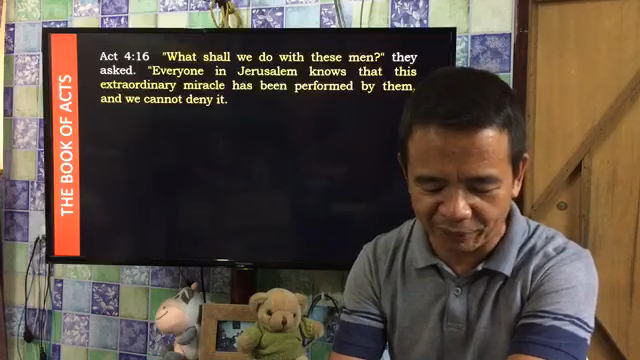 THE BOOK OF ACTS
Act 4:16 "What shall we do with these men?" they
asked. "Everyone in Jerusalem knows that this
extraordinary miracle has been performed by them,
and we cannot deny it.